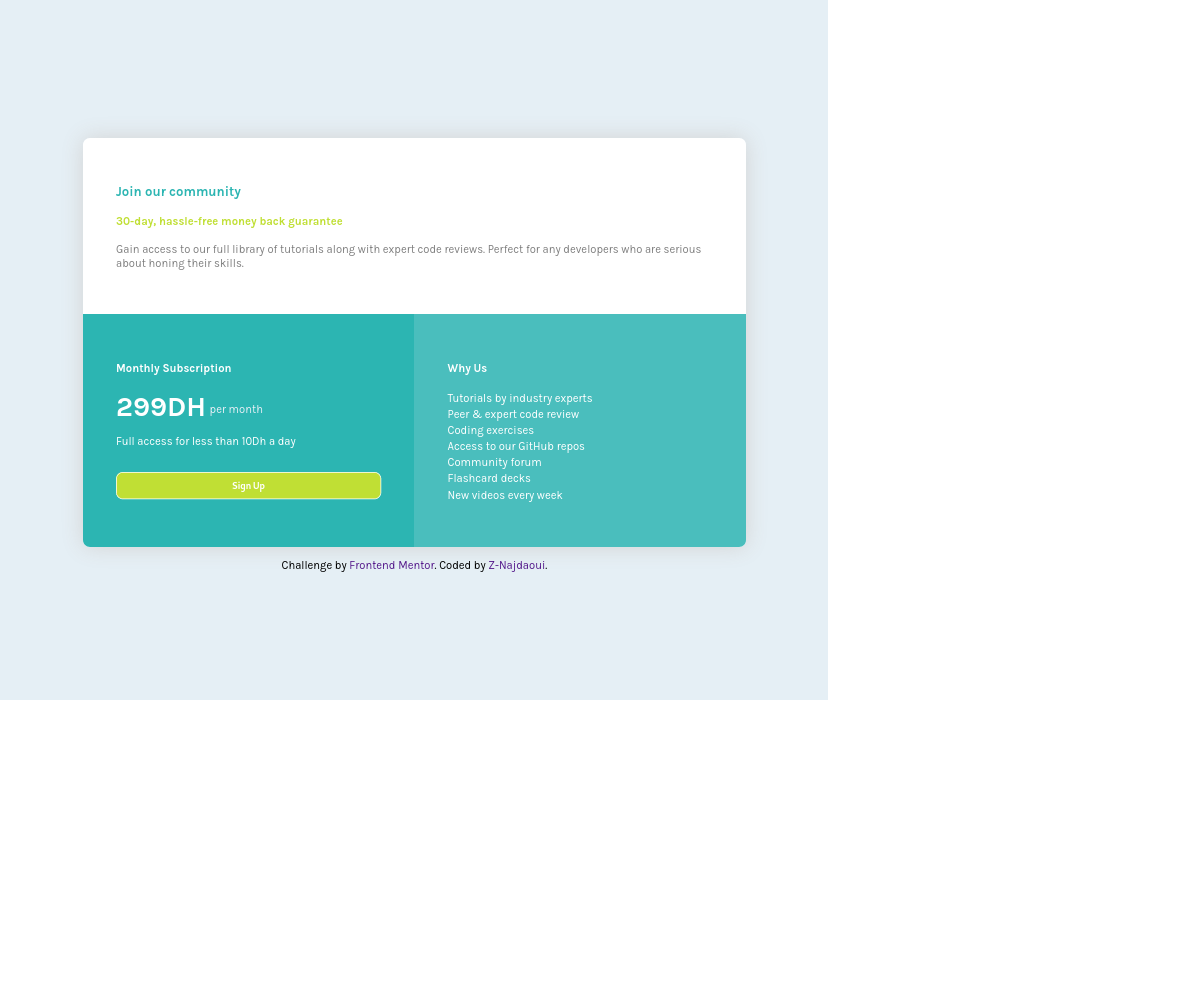 Join our community
30-day, hassle-free money back guarantee
Gain access to our full library of tutorials along with expert code reviews. Perfect for any developers who are serious
about honing their skills.
Monthly Subscription
299DH per month
Full access for less than 10Dh a day
Sign Up
Why Us
Tutorials by industry experts
Peer & expert code review
Coding exercises
Access to our GitHub repos
Community forum
Flashcard decks
New videos every week
Challenge by Frontend Mentor. Coded by Z-Najdaoui.